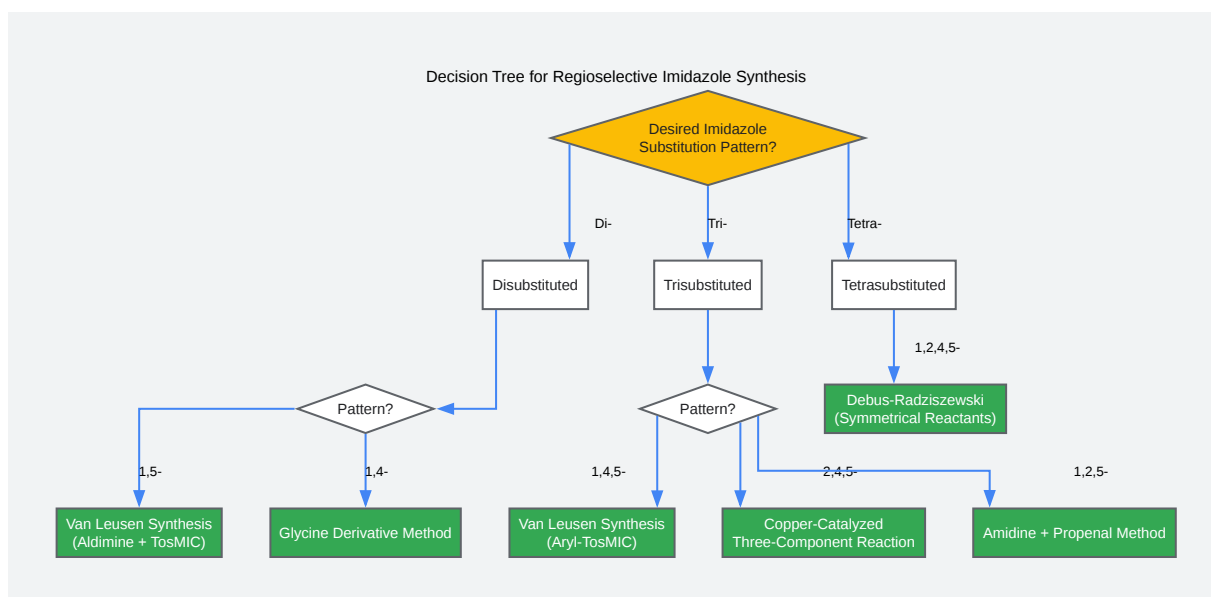 Decision Tree for Regioselective Imidazole Synthesis
Desired Imidazole
Substitution Pattern?
Di-
Tri-
Tetra-
Disubstituted
Trisubstituted
Tetrasubstituted
1,2,4,5-
Pattern?
Pattern?
Debus-Radziszewski
(Symmetrical Reactants)
1,5-
1,4-
1,4,5-
2,4,5-
1,2,5-
Van Leusen Synthesis
(Aldimine + TosMIC)
Glycine Derivative Method
Van Leusen Synthesis
(Aryl-TosMIC)
Copper-Catalyzed
Three-Component Reaction
Amidine + Propenal Method